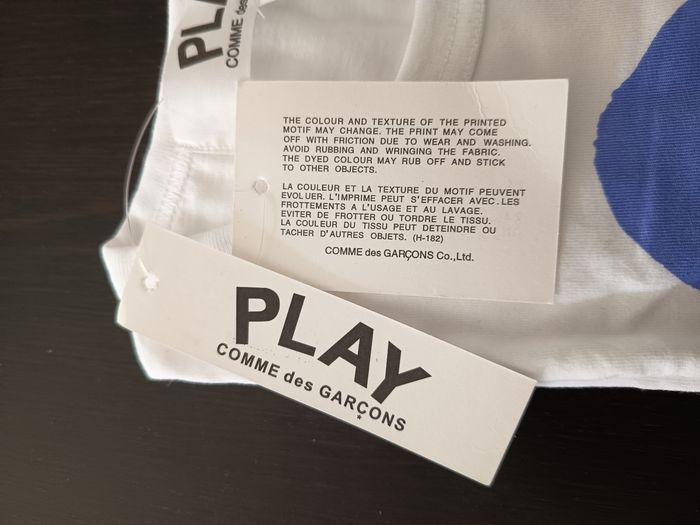 PLAY
COMME des
THE COLOUR AND TEXTURE OF THE PRINTED
MOTIF MAY CHANGE. THE PRINT MAY COME
OFF WITH FRICTION DUE TO WEAR AND WASHING.
AVOID RUBBING AND WRINGING THE FABRIC.
THE DYED COLOUR MAY RUB OFF AND STICK
TO OTHER OBJECTS.
LA COULEUR ET LA TEXTURE DU MOTIF PEUVENT
EVOLUER. L'IMPRIME PEUT S'EFFACER AVEC.LES
FROTTEMENTS A L'USAGE ET AU LAVAGE.
EVITER DE FROTTER OU TORDRE LE TISSU.
LA COULEUR DU TISSU PEUT DETEINDRE OU
TACHER D'AUTRES OBJETS. (H-182)
COMME des GARÇONS Co.,Ltd.
PLAY
COMME des GARÇONS